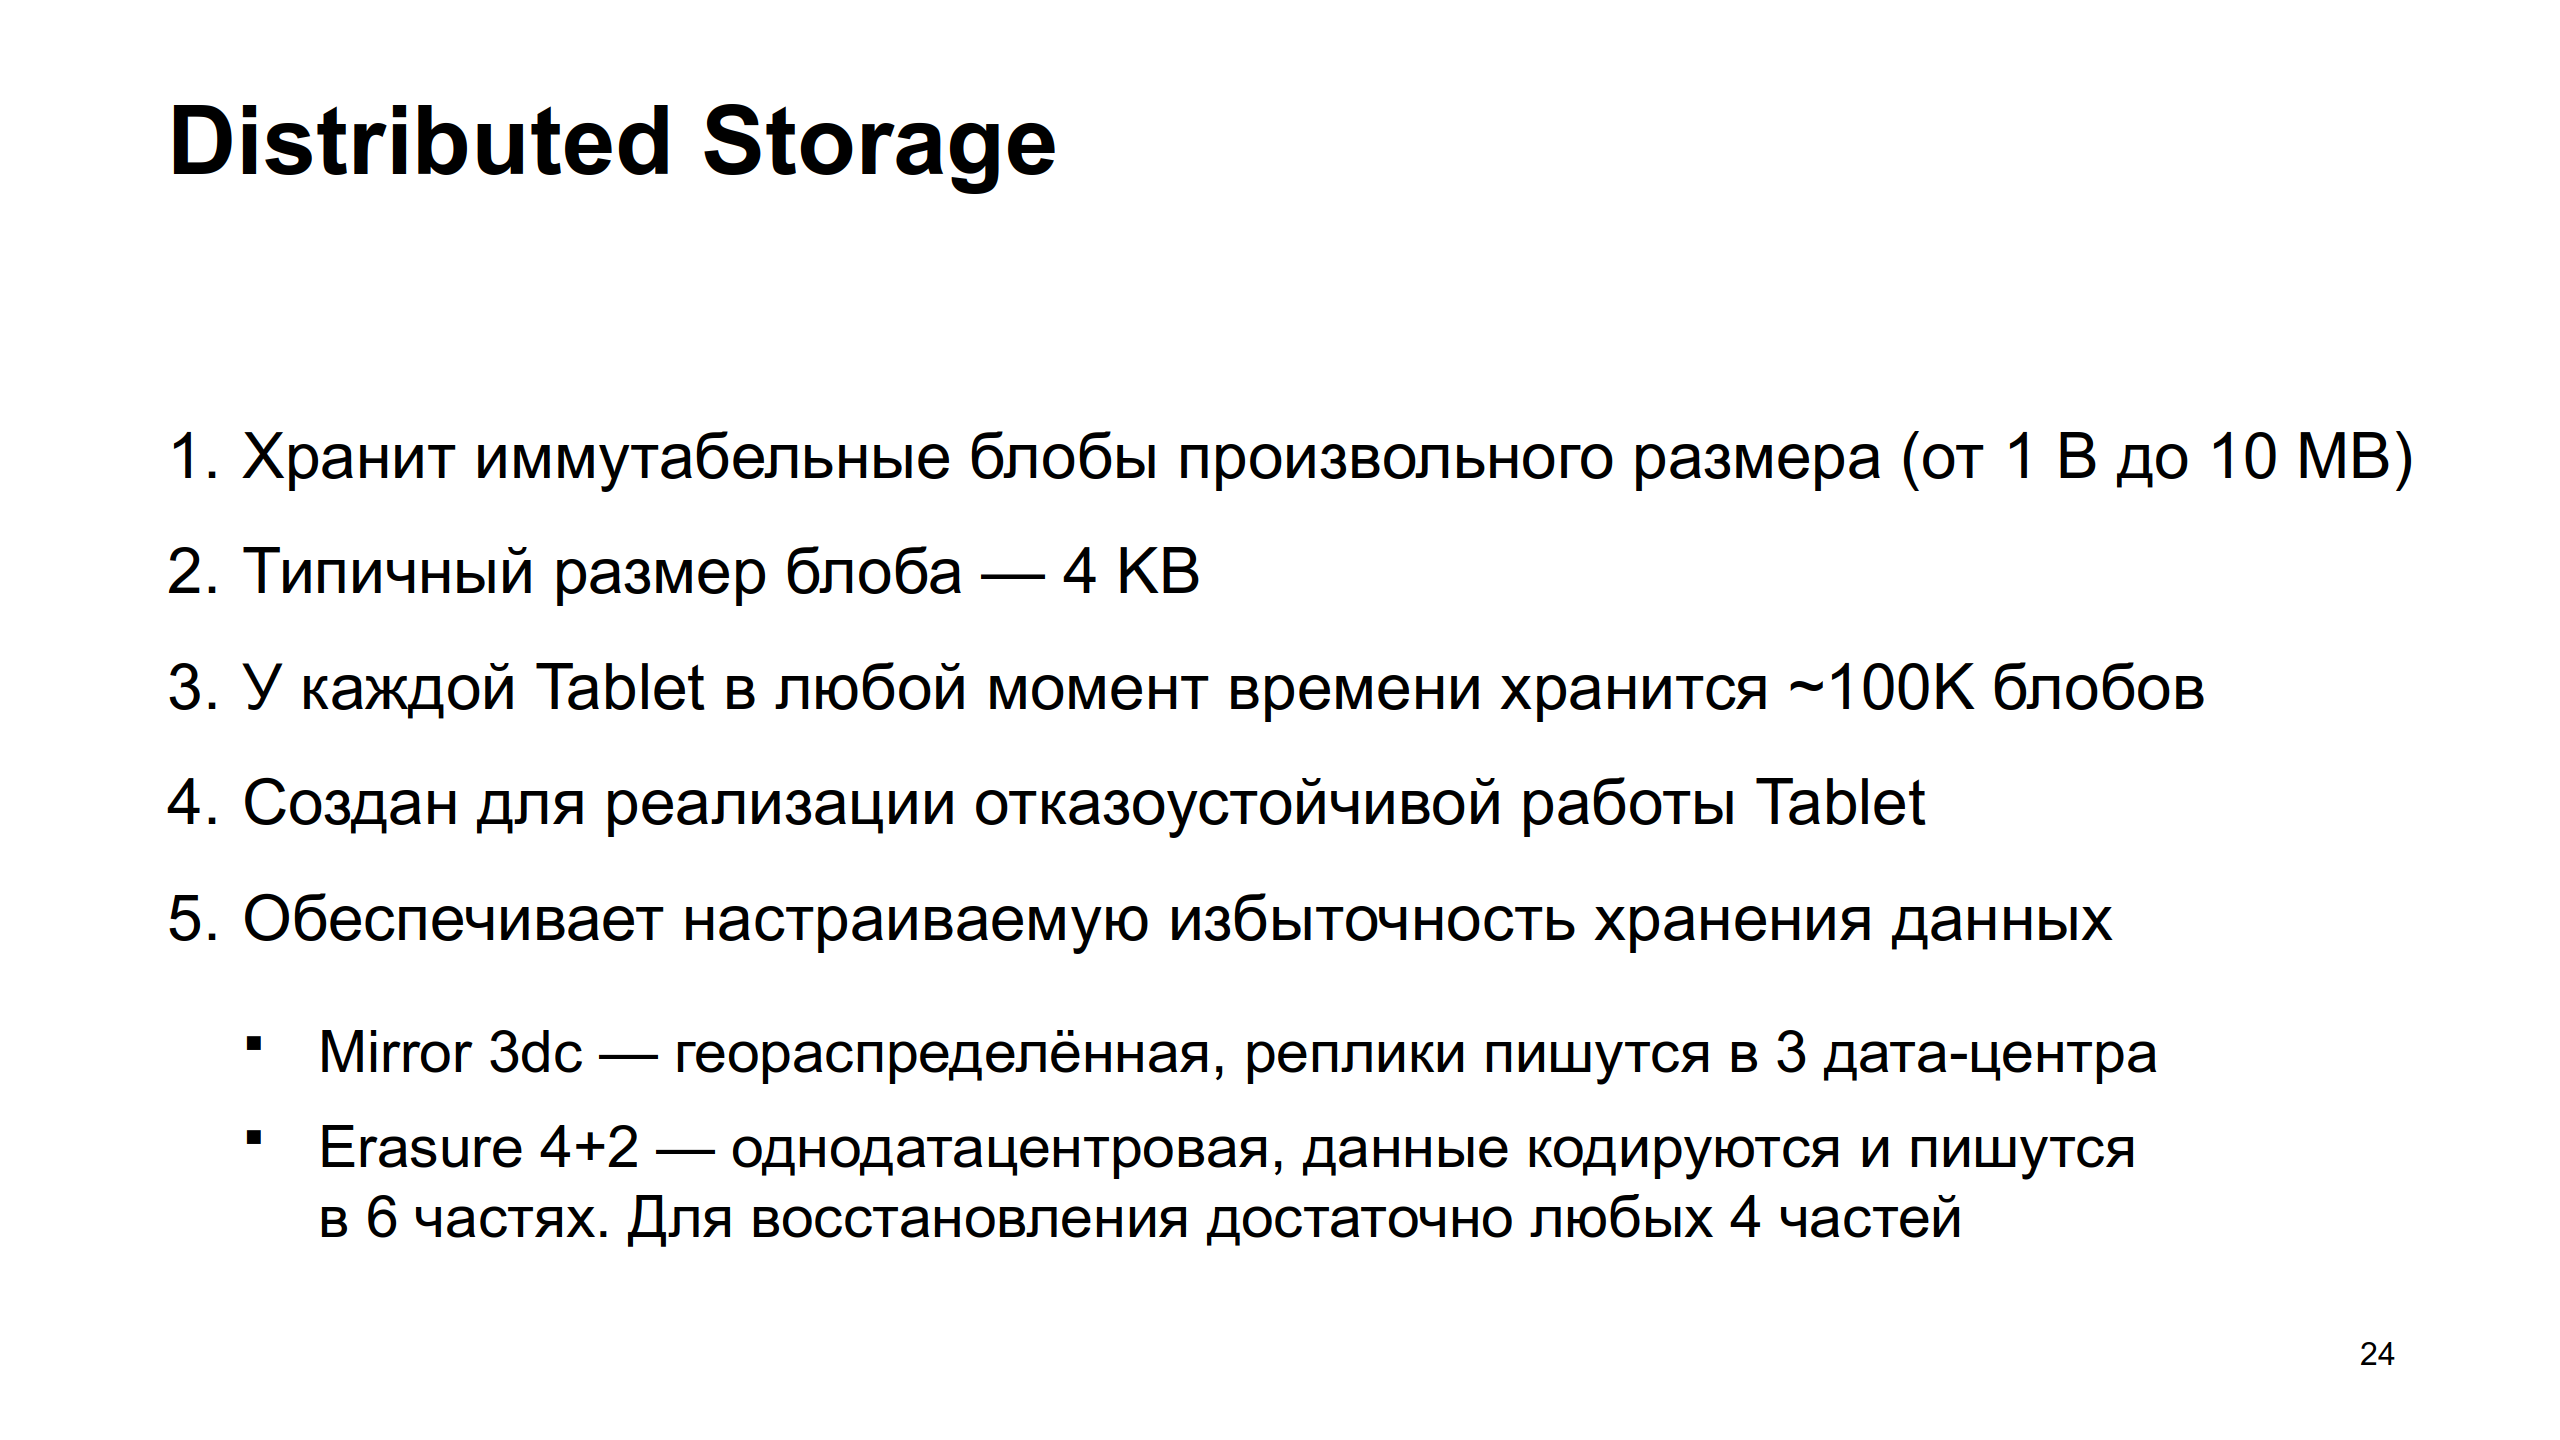 Distributed Storage
1. Хранит иммутабельные блобы произвольного размера (от 1 B до 10 MB)
2. Типичный размер блоба — 4 KB
3. У каждой Tablet в любой момент времени хранится ~100K блобов
4. Создан для реализации отказоустойчивой работы Tablet
5. Обеспечивает настраиваемую избыточность хранения данных
▪ Mirror 3dc — геораспределённая, реплики пишутся в 3 дата-центра
▪ Erasure 4+2 — однодатацентровая, данные кодируются и пишутся
в 6 частях. Для восстановления достаточно любых 4 частей
24